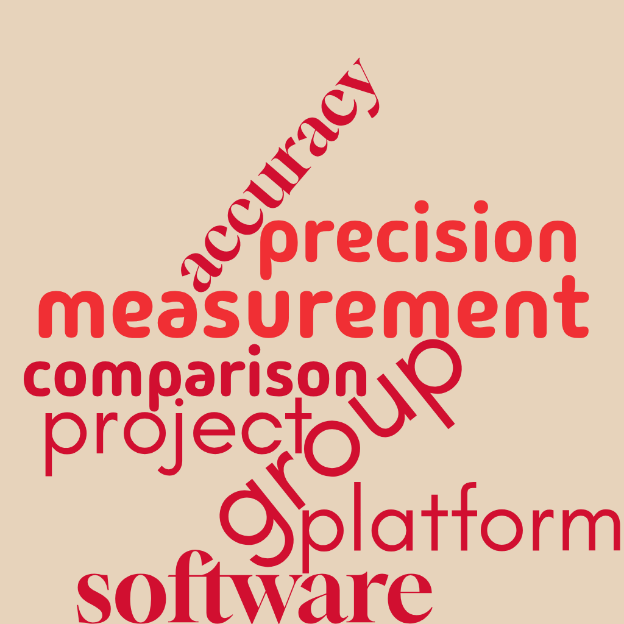 accuracy
precision
measurement
comparison
project
group
platform
software